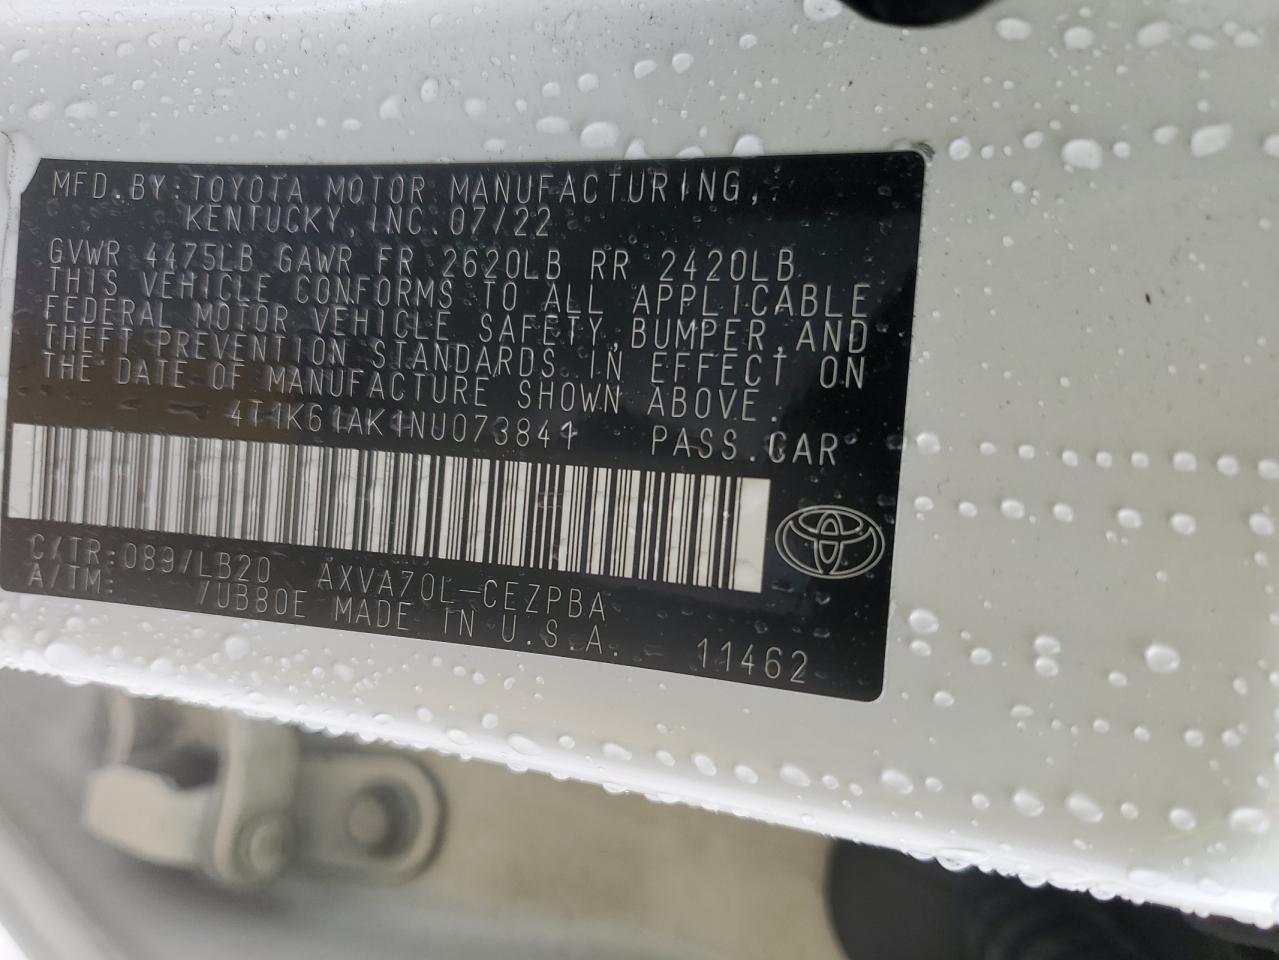 MFD.BY:TOYOTA MOTOR MANUFACTURING,
KENTUCKY,INC.07/22
GVWR 4475LB GAWR FR 2620LB RR 2420LB
THIS VEHICLE CONFORMS TO ALL APPLICABLE
FEDERAL MOTOR VEHICLE SAFETY,BUMPER,AND
THEFT PREVENTION STANDARDS IN EFFECT ON
THE DATE OF MANUFACTURE SHOWN ABOVE.
4T1K61AK1NU073841 PASS.CAR
C/TR:089/LB20 AXVA70L-CEZPBA
A/TM: /UB80E MADE IN U.S.A. 11462